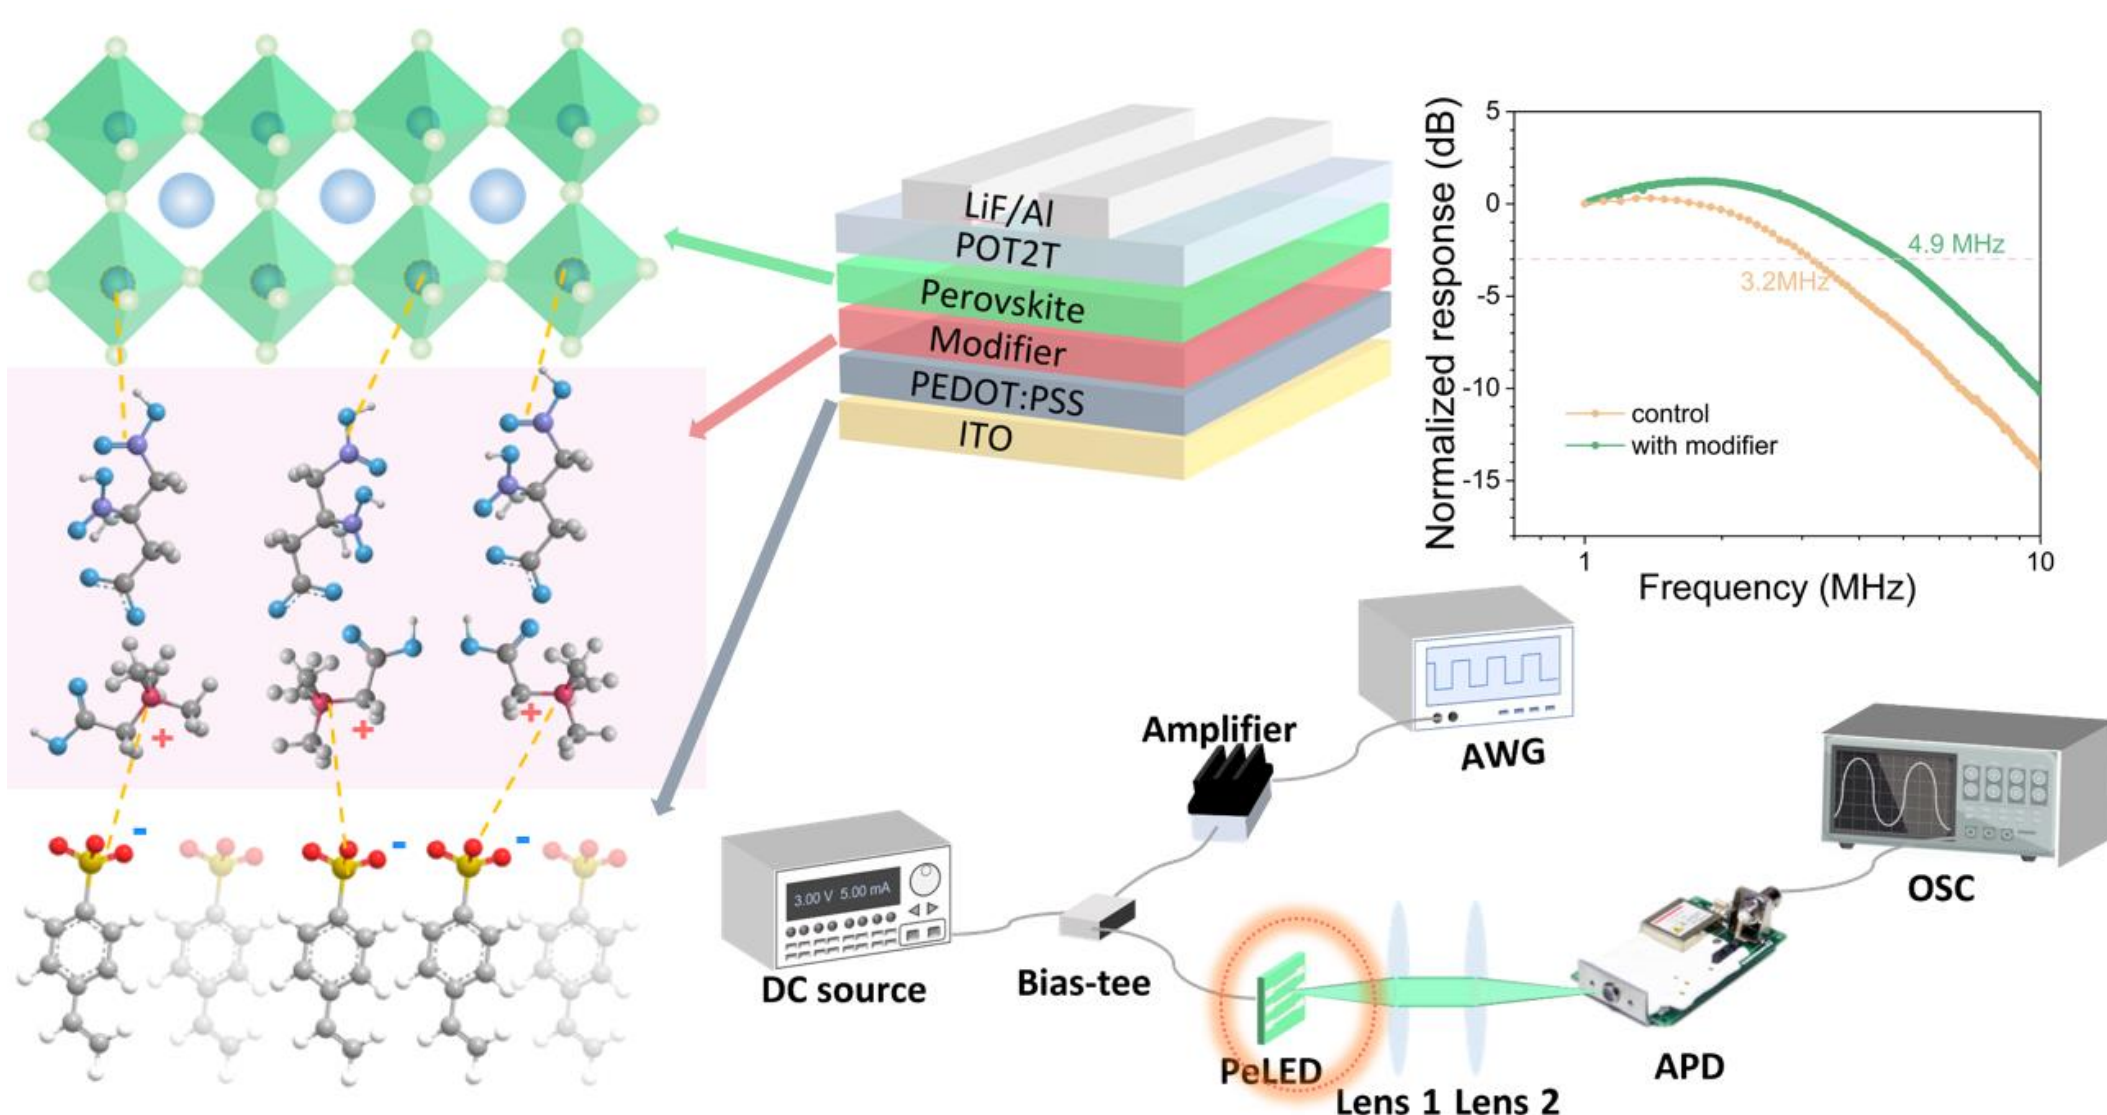 LiF/Al
POT2T
Perovskite
Modifier
PEDOT:PSS
ITO
+
+
+
-
-
-
Normalized response (dB)
5
0
-5
-10
-15
4.9 MHz
3.2MHz
control
with modifier
1
10
Frequency (MHz)
Amplifier
AWG
3.00 V 5.00 mA
DC source
Bias-tee
PeLED
Lens 1 Lens 2
APD
OSC